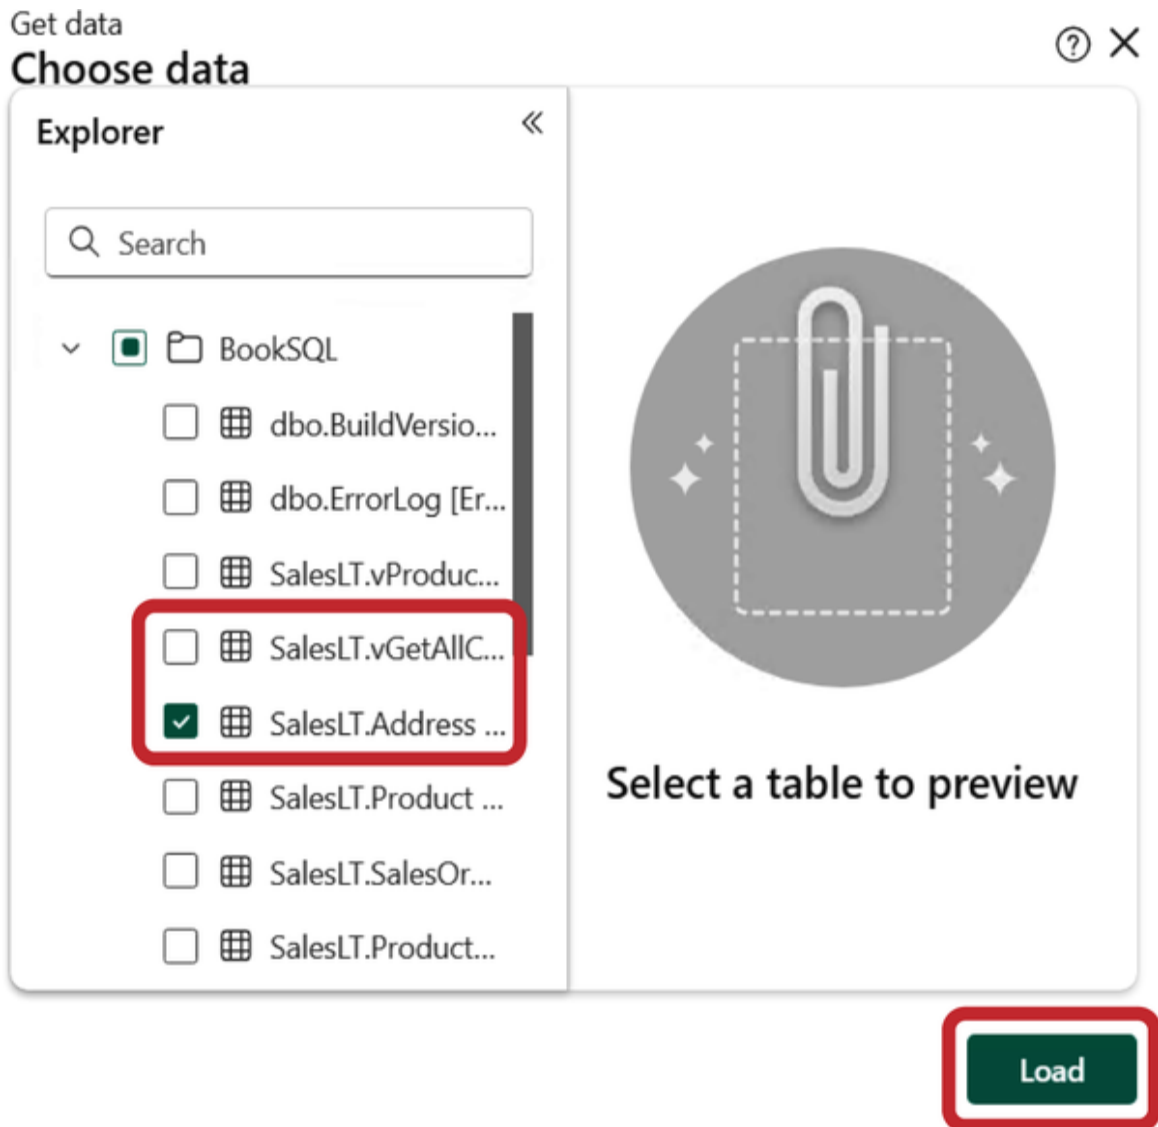 Get data
Choose data
Explorer
Search
BookSQL
dbo.BuildVersio...
dbo.ErrorLog [Er...
SalesLT.vProduc...
SalesLT.vGetAllC...
SalesLT.Address ...
SalesLT.Product ...
SalesLT.SalesOr...
SalesLT.Product...
Select a table to preview
Load